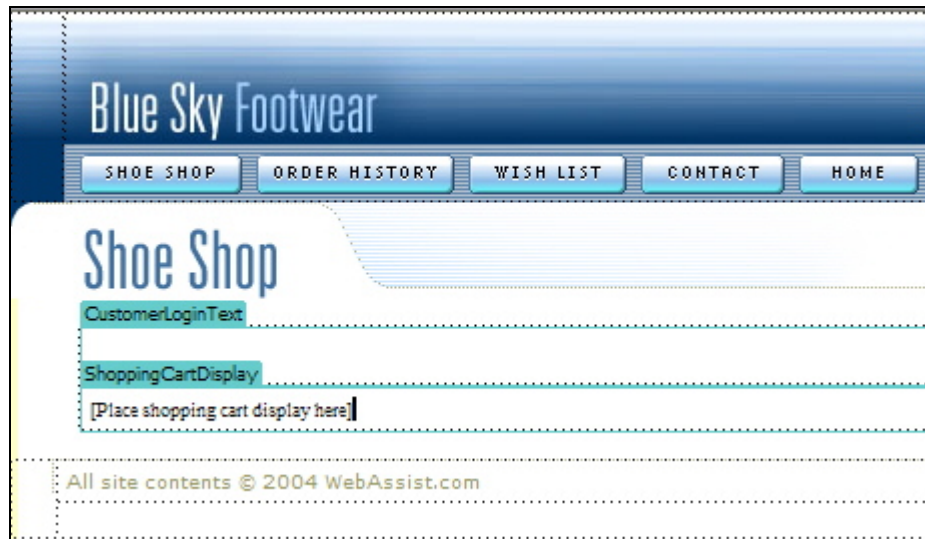 Blue Sky Footwear
SHOE SHOP ORDER HISTORY WISH LIST CONTACT HOME
Shoe Shop
CustomerLoginText
ShoppingCartDisplay
[Place shopping cart display here]
All site contents © 2004 WebAssist.com